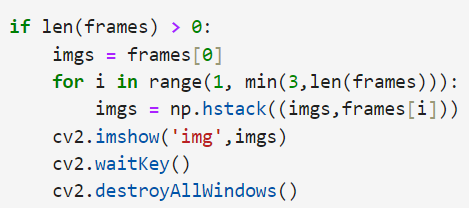 if len(frames) > 0:
    imgs = frames[0]
    for i in range(1, min(3,len(frames))):
        imgs = np.hstack((imgs,frames[i]))
    cv2.imshow('img',imgs)
    cv2.waitKey()
    cv2.destroyAllWindows()